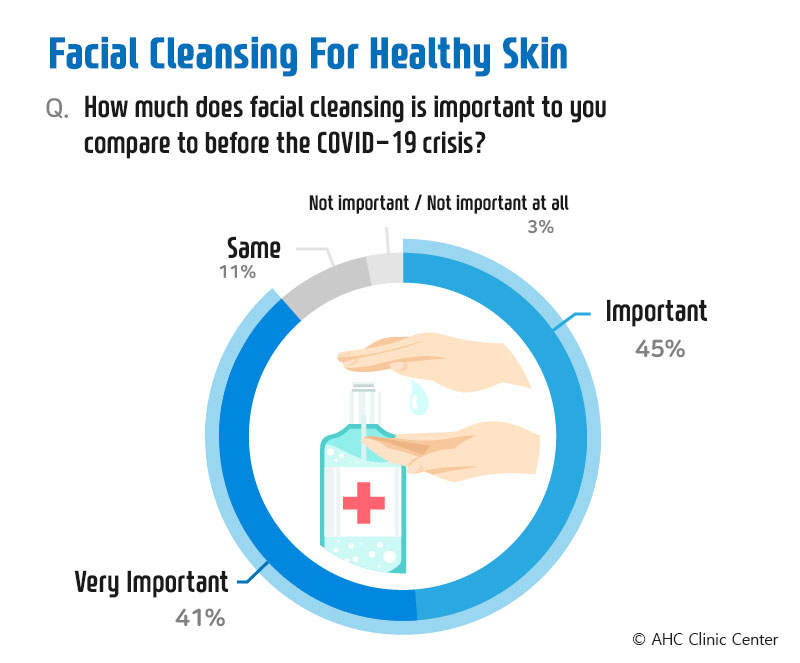 Facial Cleansing For Healthy Skin
Q. How much does facial cleansing is important to you
compare to before the COVID-19 crisis?
Not important / Not important at all
3%
Same
11%
Important
45%
Very Important
41%
© AHC Clinic Center